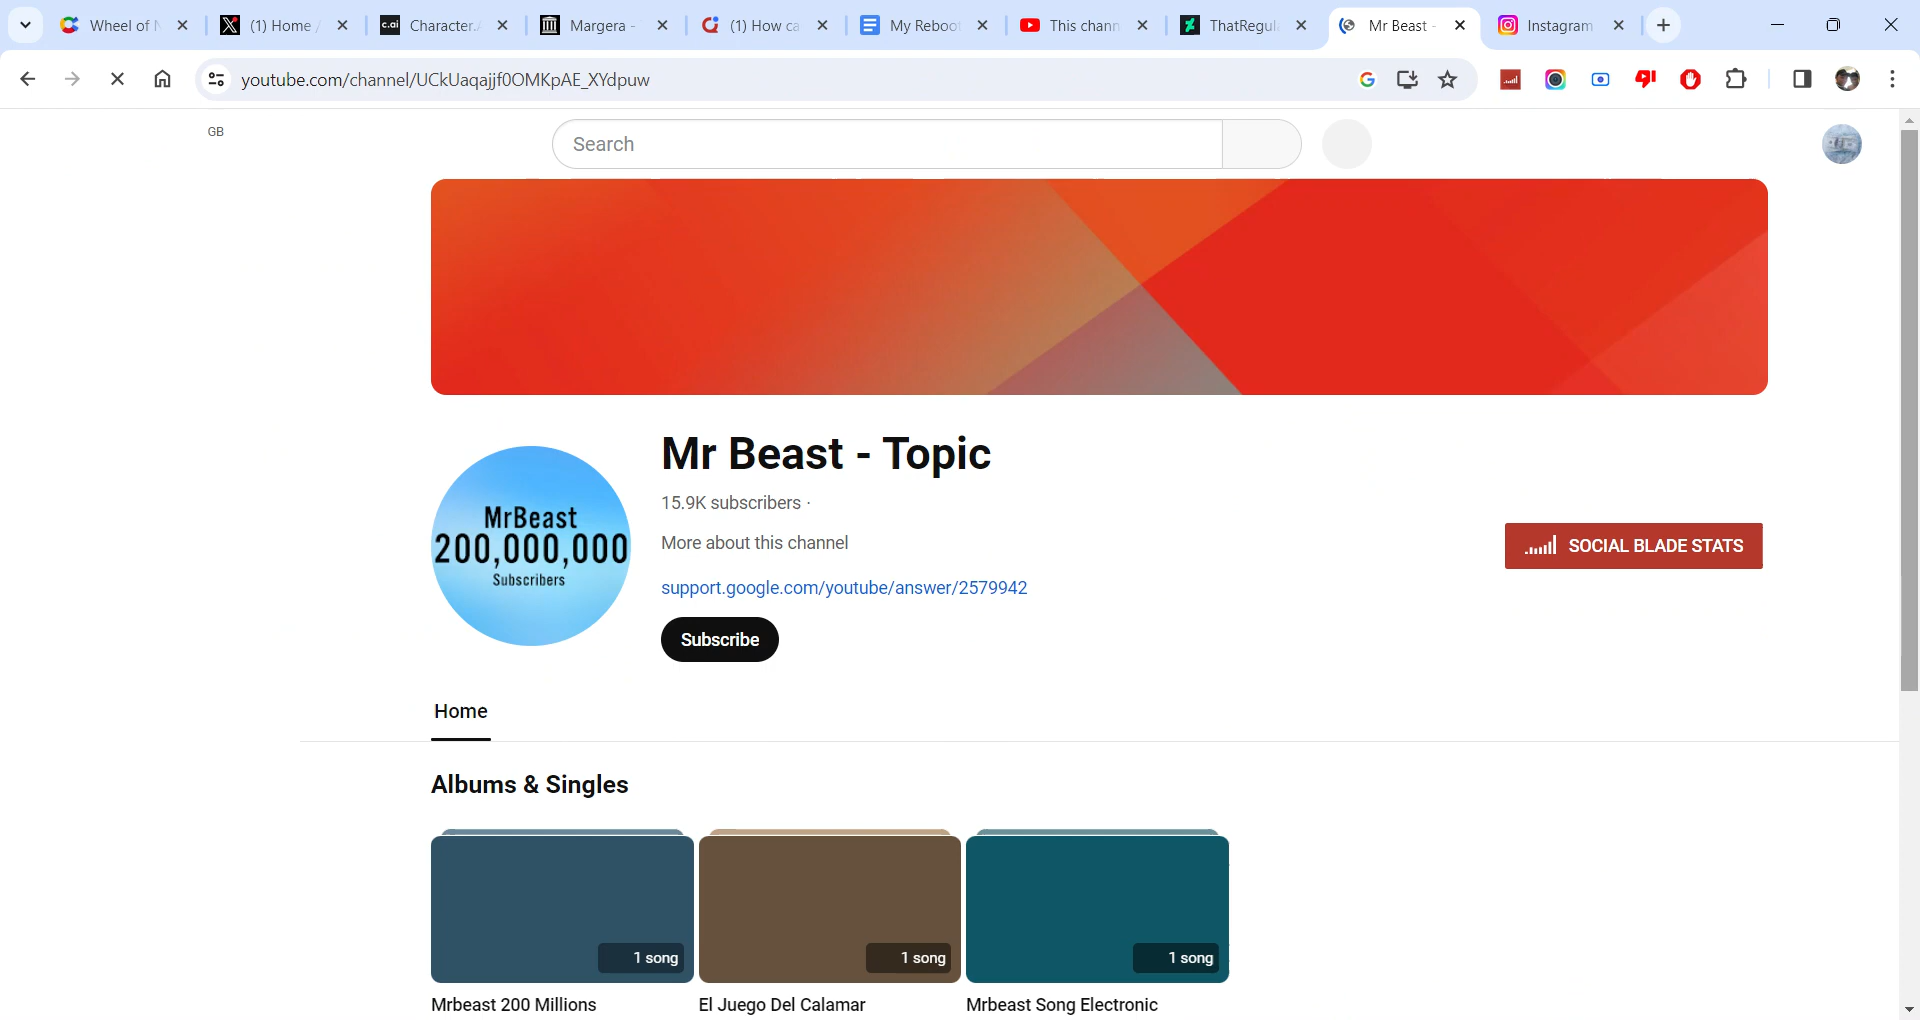 Wheel of N
(1) Home /
c.ai
Character.
Margera -
(1) How ca
My Reboo
This chann
ThatRegul
Mr Beast -
Instagram
youtube.com/channel/UCkUaqajjf0OMKpAE_XYdpuw
GB
Search
MrBeast
200,000,000
Subscribers
Mr Beast - Topic
15.9K subscribers ·
More about this channel
support.google.com/youtube/answer/2579942
Subscribe
SOCIAL BLADE STATS
Home
Albums & Singles
1 song
1 song
1 song
Mrbeast 200 Millions
El Juego Del Calamar
Mrbeast Song Electronic